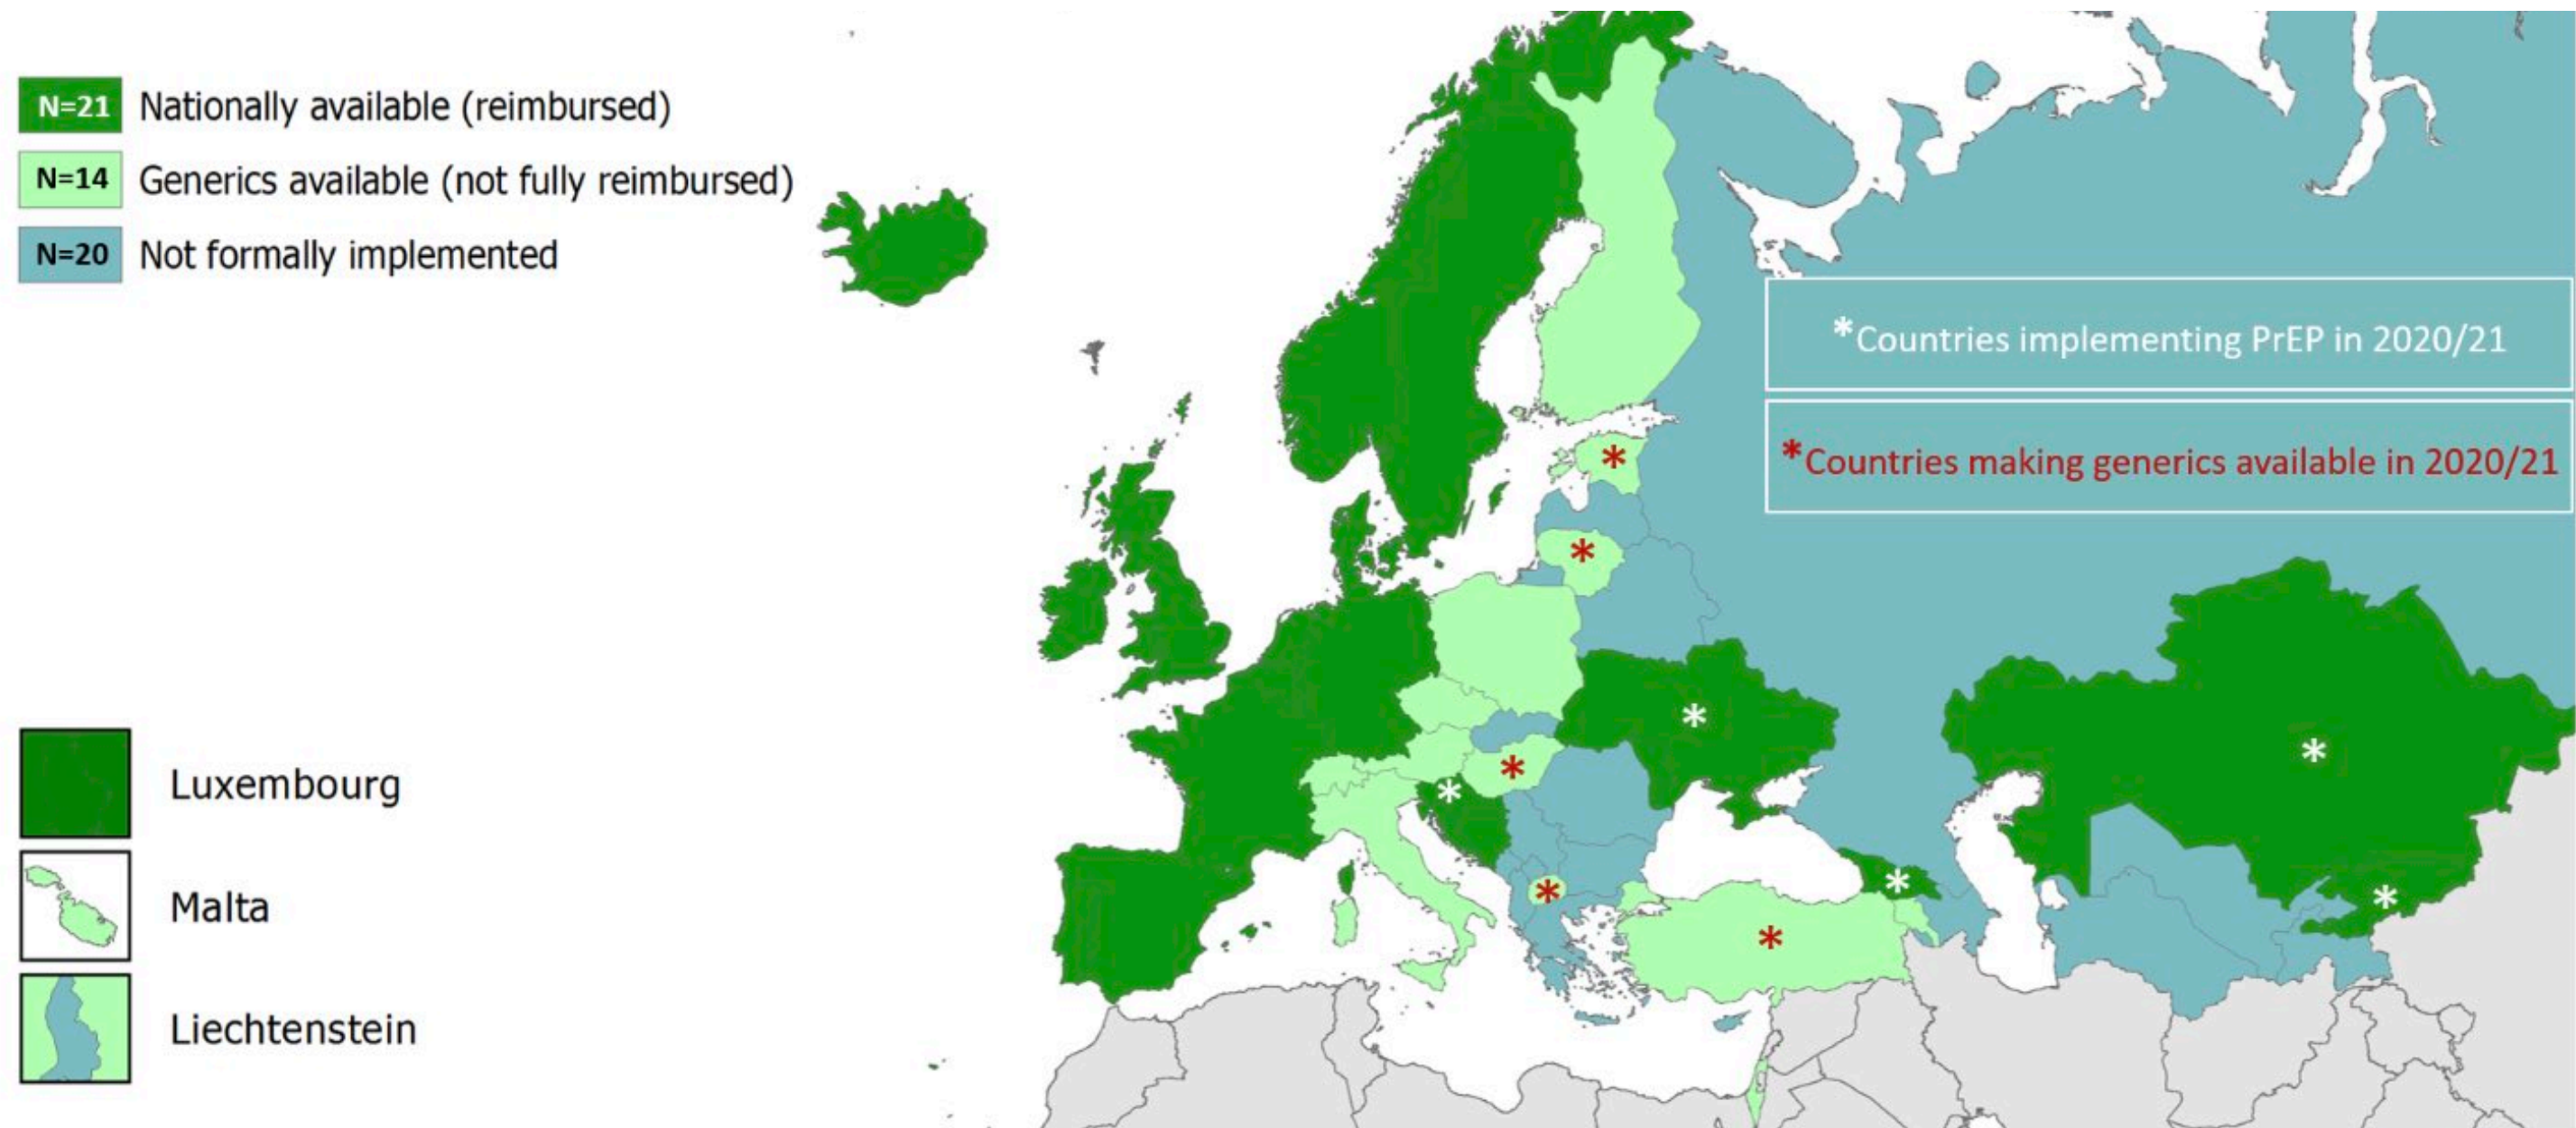 N=21 Nationally available (reimbursed)
N=14 Generics available (not fully reimbursed)
N=20 Not formally implemented
*Countries implementing PrEP in 2020/21
*Countries making generics available in 2020/21
*
*
*
*
*
*
*
*
*
*
Luxembourg
Malta
Liechtenstein